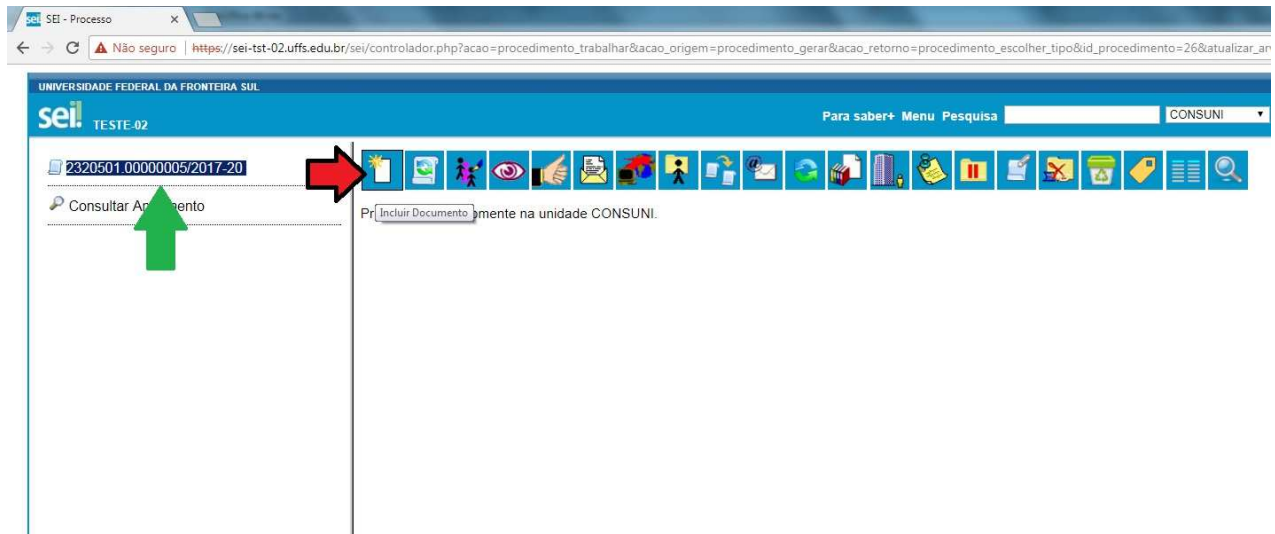 SEI - Processo
Não seguro | https://sei-tst-02.uffs.edu.br/sei/controlador.php?acao=procedimento_trabalhar&acao_origem=procedimento_gerar&acao_retorno=procedimento_escolher_tipo&id_procedimento=26&atualizar_ar
UNIVERSIDADE FEDERAL DA FRONTEIRA SUL
sei! TESTE-02
Para saber+ Menu Pesquisa CONSUNI
2320501.00000005/2017-20
Consultar
Incluir Documento
na unidade CONSUNI.